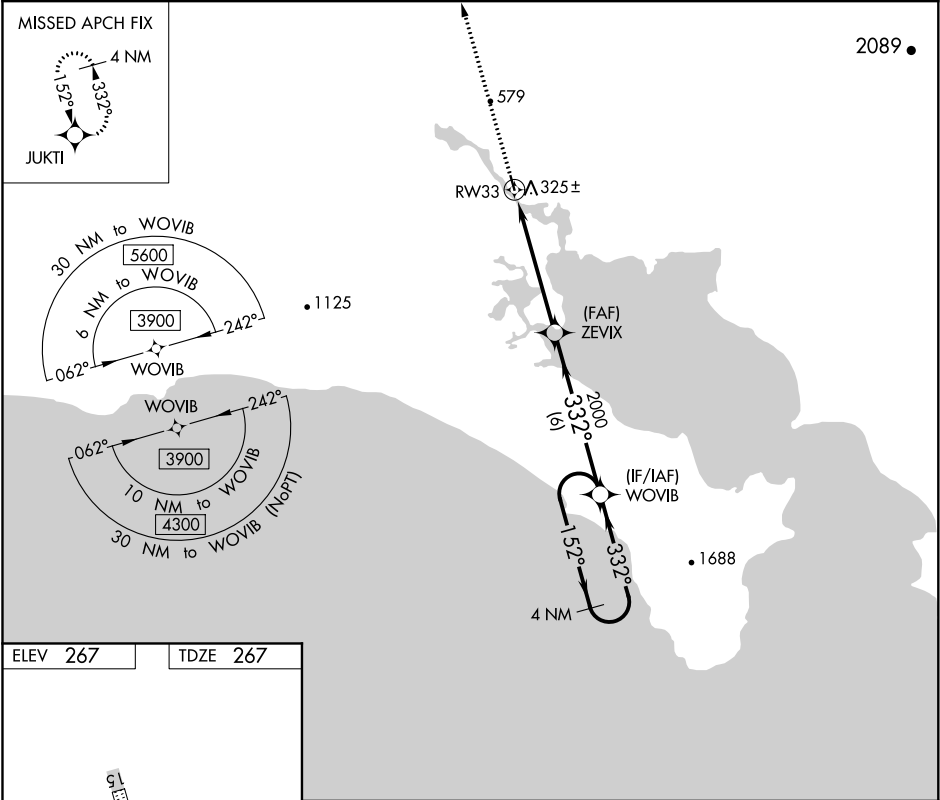 MISSED APCH FIX
4 NM
152°
332°
JUKTI
2089
579
RW33
325±
30 NM to WOVIB
5600
6 NM to WOVIB
3900
242°
062°
WOVIB
1125
(FAF)
ZEVIX
WOVIB
242°
062°
3900
10 NM to WOVIB
4300
30 NM to WOVIB (NoPT)
2000
332°
(6)
(IF/IAF)
WOVIB
152°
332°
1688
4 NM
ELEV 267
TDZE 267
15